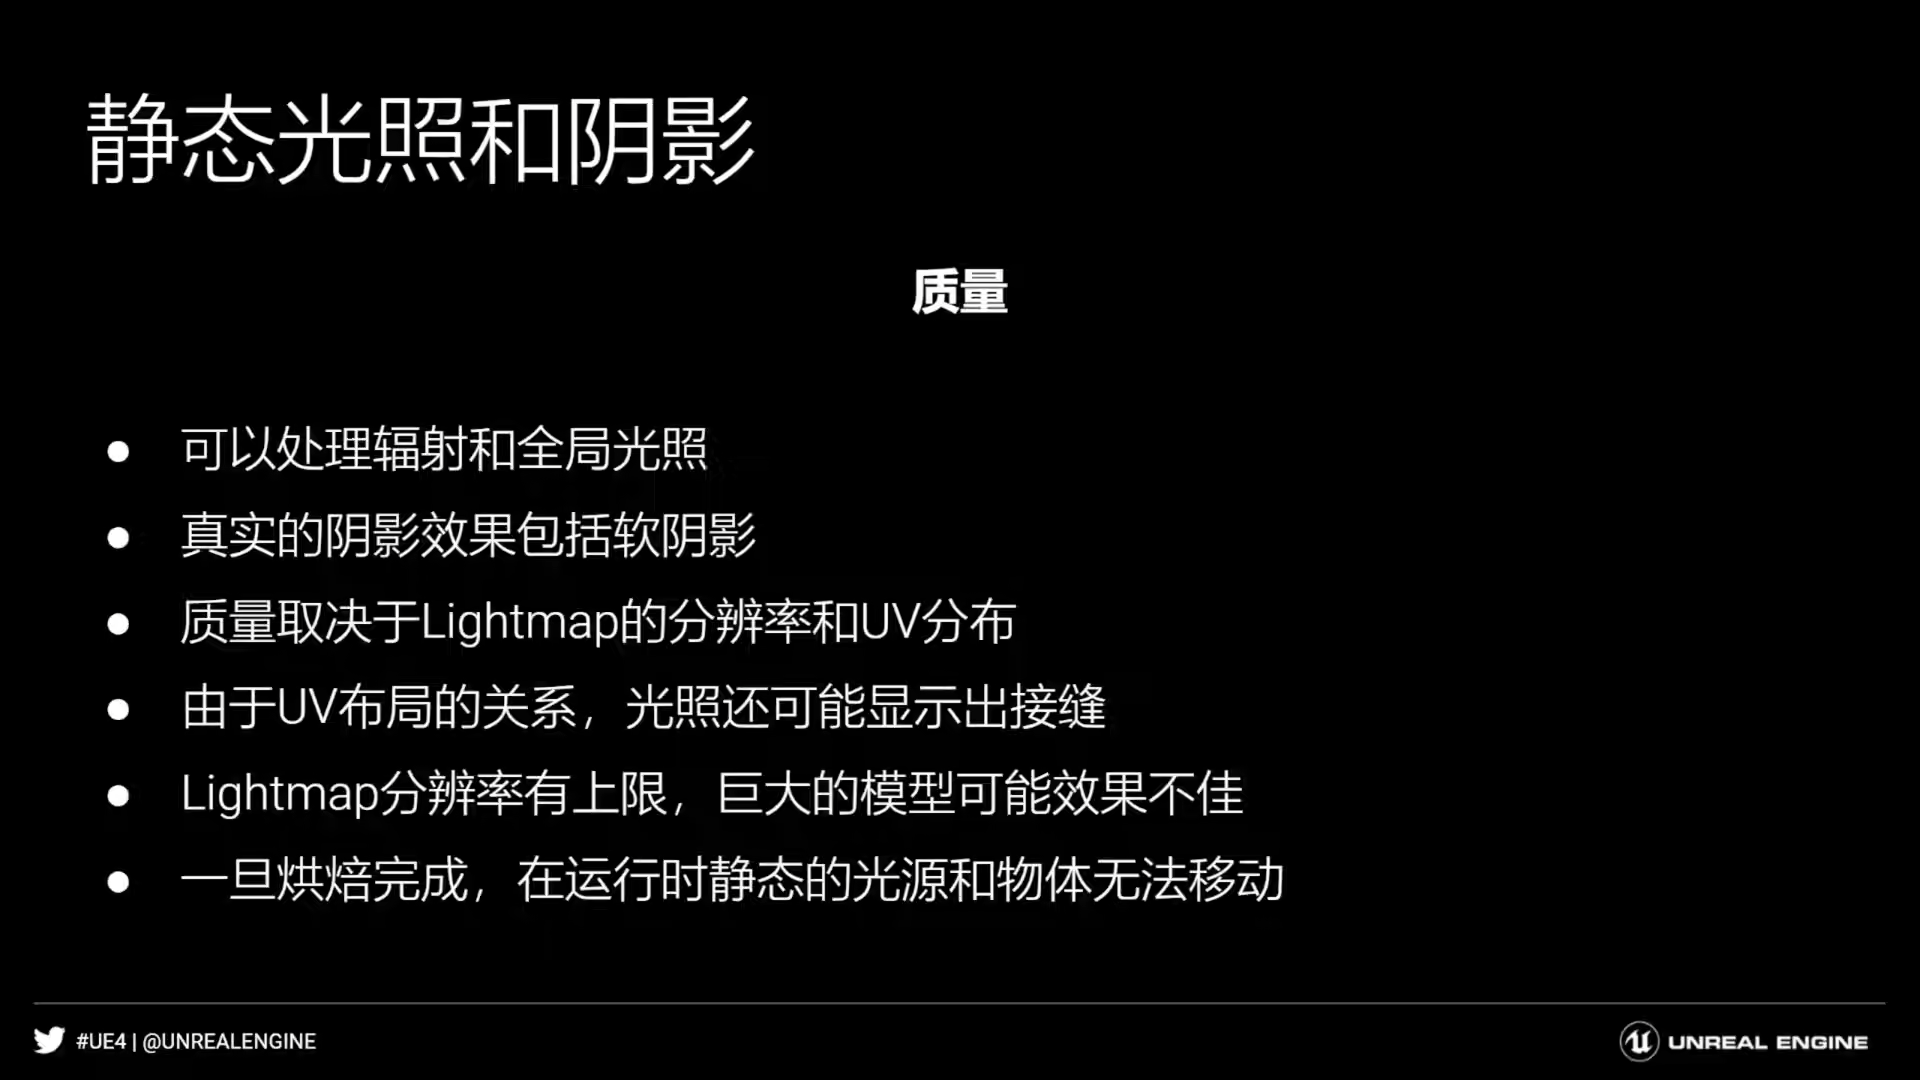 静态光照和阴影
质量
● 可以处理辐射和全局光照
● 真实的阴影效果包括软阴影
● 质量取决于Lightmap的分辨率和UV分布
● 由于UV布局的关系，光照还可能显示出接缝
● Lightmap分辨率有上限，巨大的模型可能效果不佳
● 一旦烘焙完成，在运行时静态的光源和物体无法移动
#UE4 | @UNREALENGINE
UNREAL ENGINE